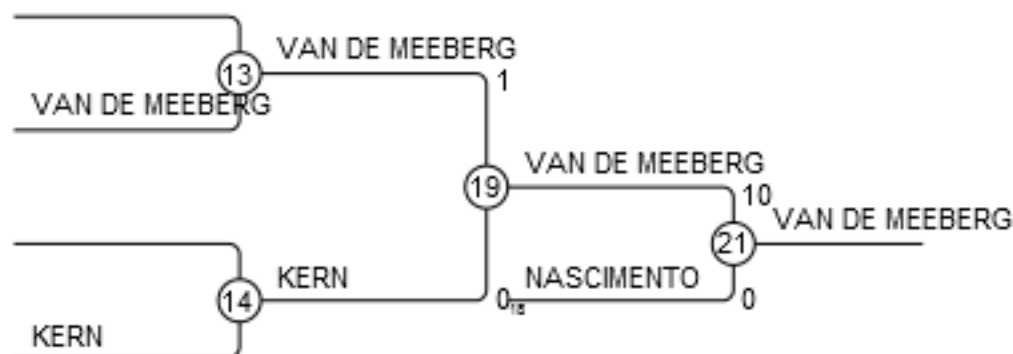 VAN DE MEEBERG
13
1
VAN DE MEEBERG
VAN DE MEEBERG
19
10
VAN DE MEEBERG
21
KERN
NASCIMENTO
14
0
0
KERN